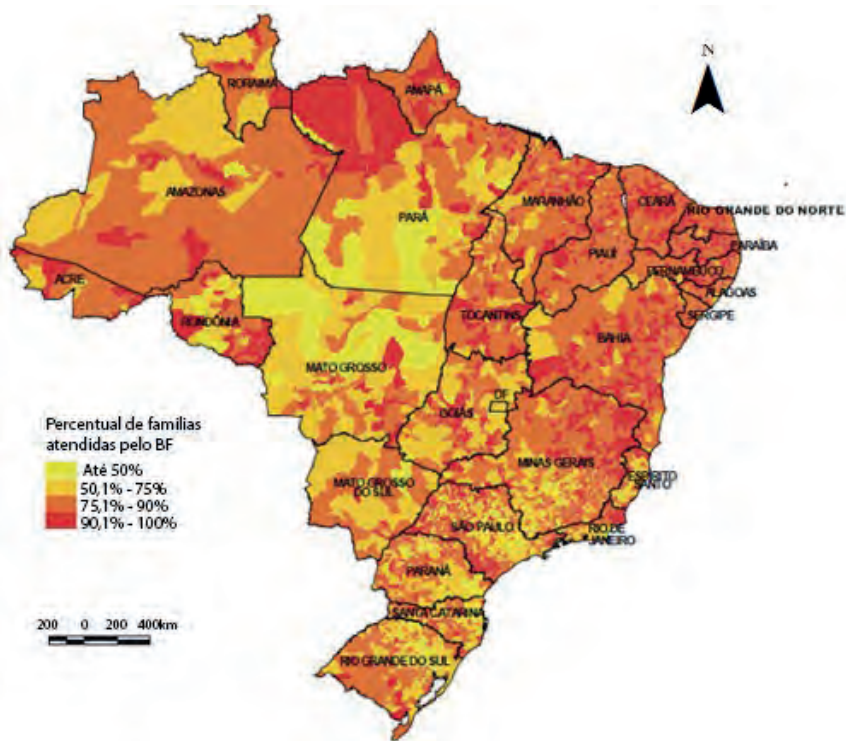 N
RORAIMA
AMAPÁ
AMAZONAS
PARÁ
MARANHÃO
CEARÁ
RIO GRANDE DO NORTE
PARAÍBA
PIAUÍ
PERNAMBUCO
ACRE
ALAGOAS
TOCANTINS
SERGIPE
RONDÔNIA
BAHIA
MATO GROSSO
DF
GOIÁS
Percentual de famílias
atendidas pelo BF
Até 50%
50,1% - 75%
75,1% - 90%
90,1% - 100%
MINAS GERAIS
ESPÍRITO
SANTO
MATO GROSSO
DO SUL
SÃO PAULO
RIO DE
JANEIRO
PARANÁ
SANTA CATARINA
200 0 200 400km
RIO GRANDE DO SUL